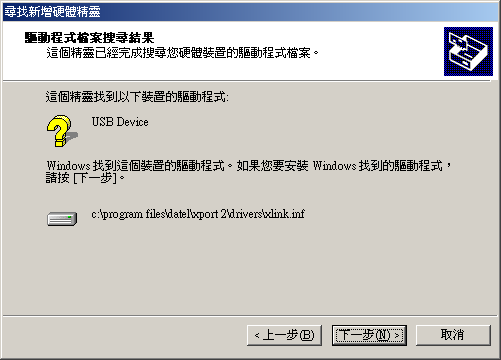 尋找新增硬體精靈
驅動程式檔案搜尋結果
這個精靈已經完成搜尋您硬體裝置的驅動程式檔案。
這個精靈找到以下裝置的驅動程式:
USB Device
Windows 找到這個裝置的驅動程式。如果您要安裝 Windows 找到的驅動程式，
請按 [下一步]。
c:\program files\datel\xport 2\drivers\xlink.inf
< 上一步(B) 下一步(N) > 取消